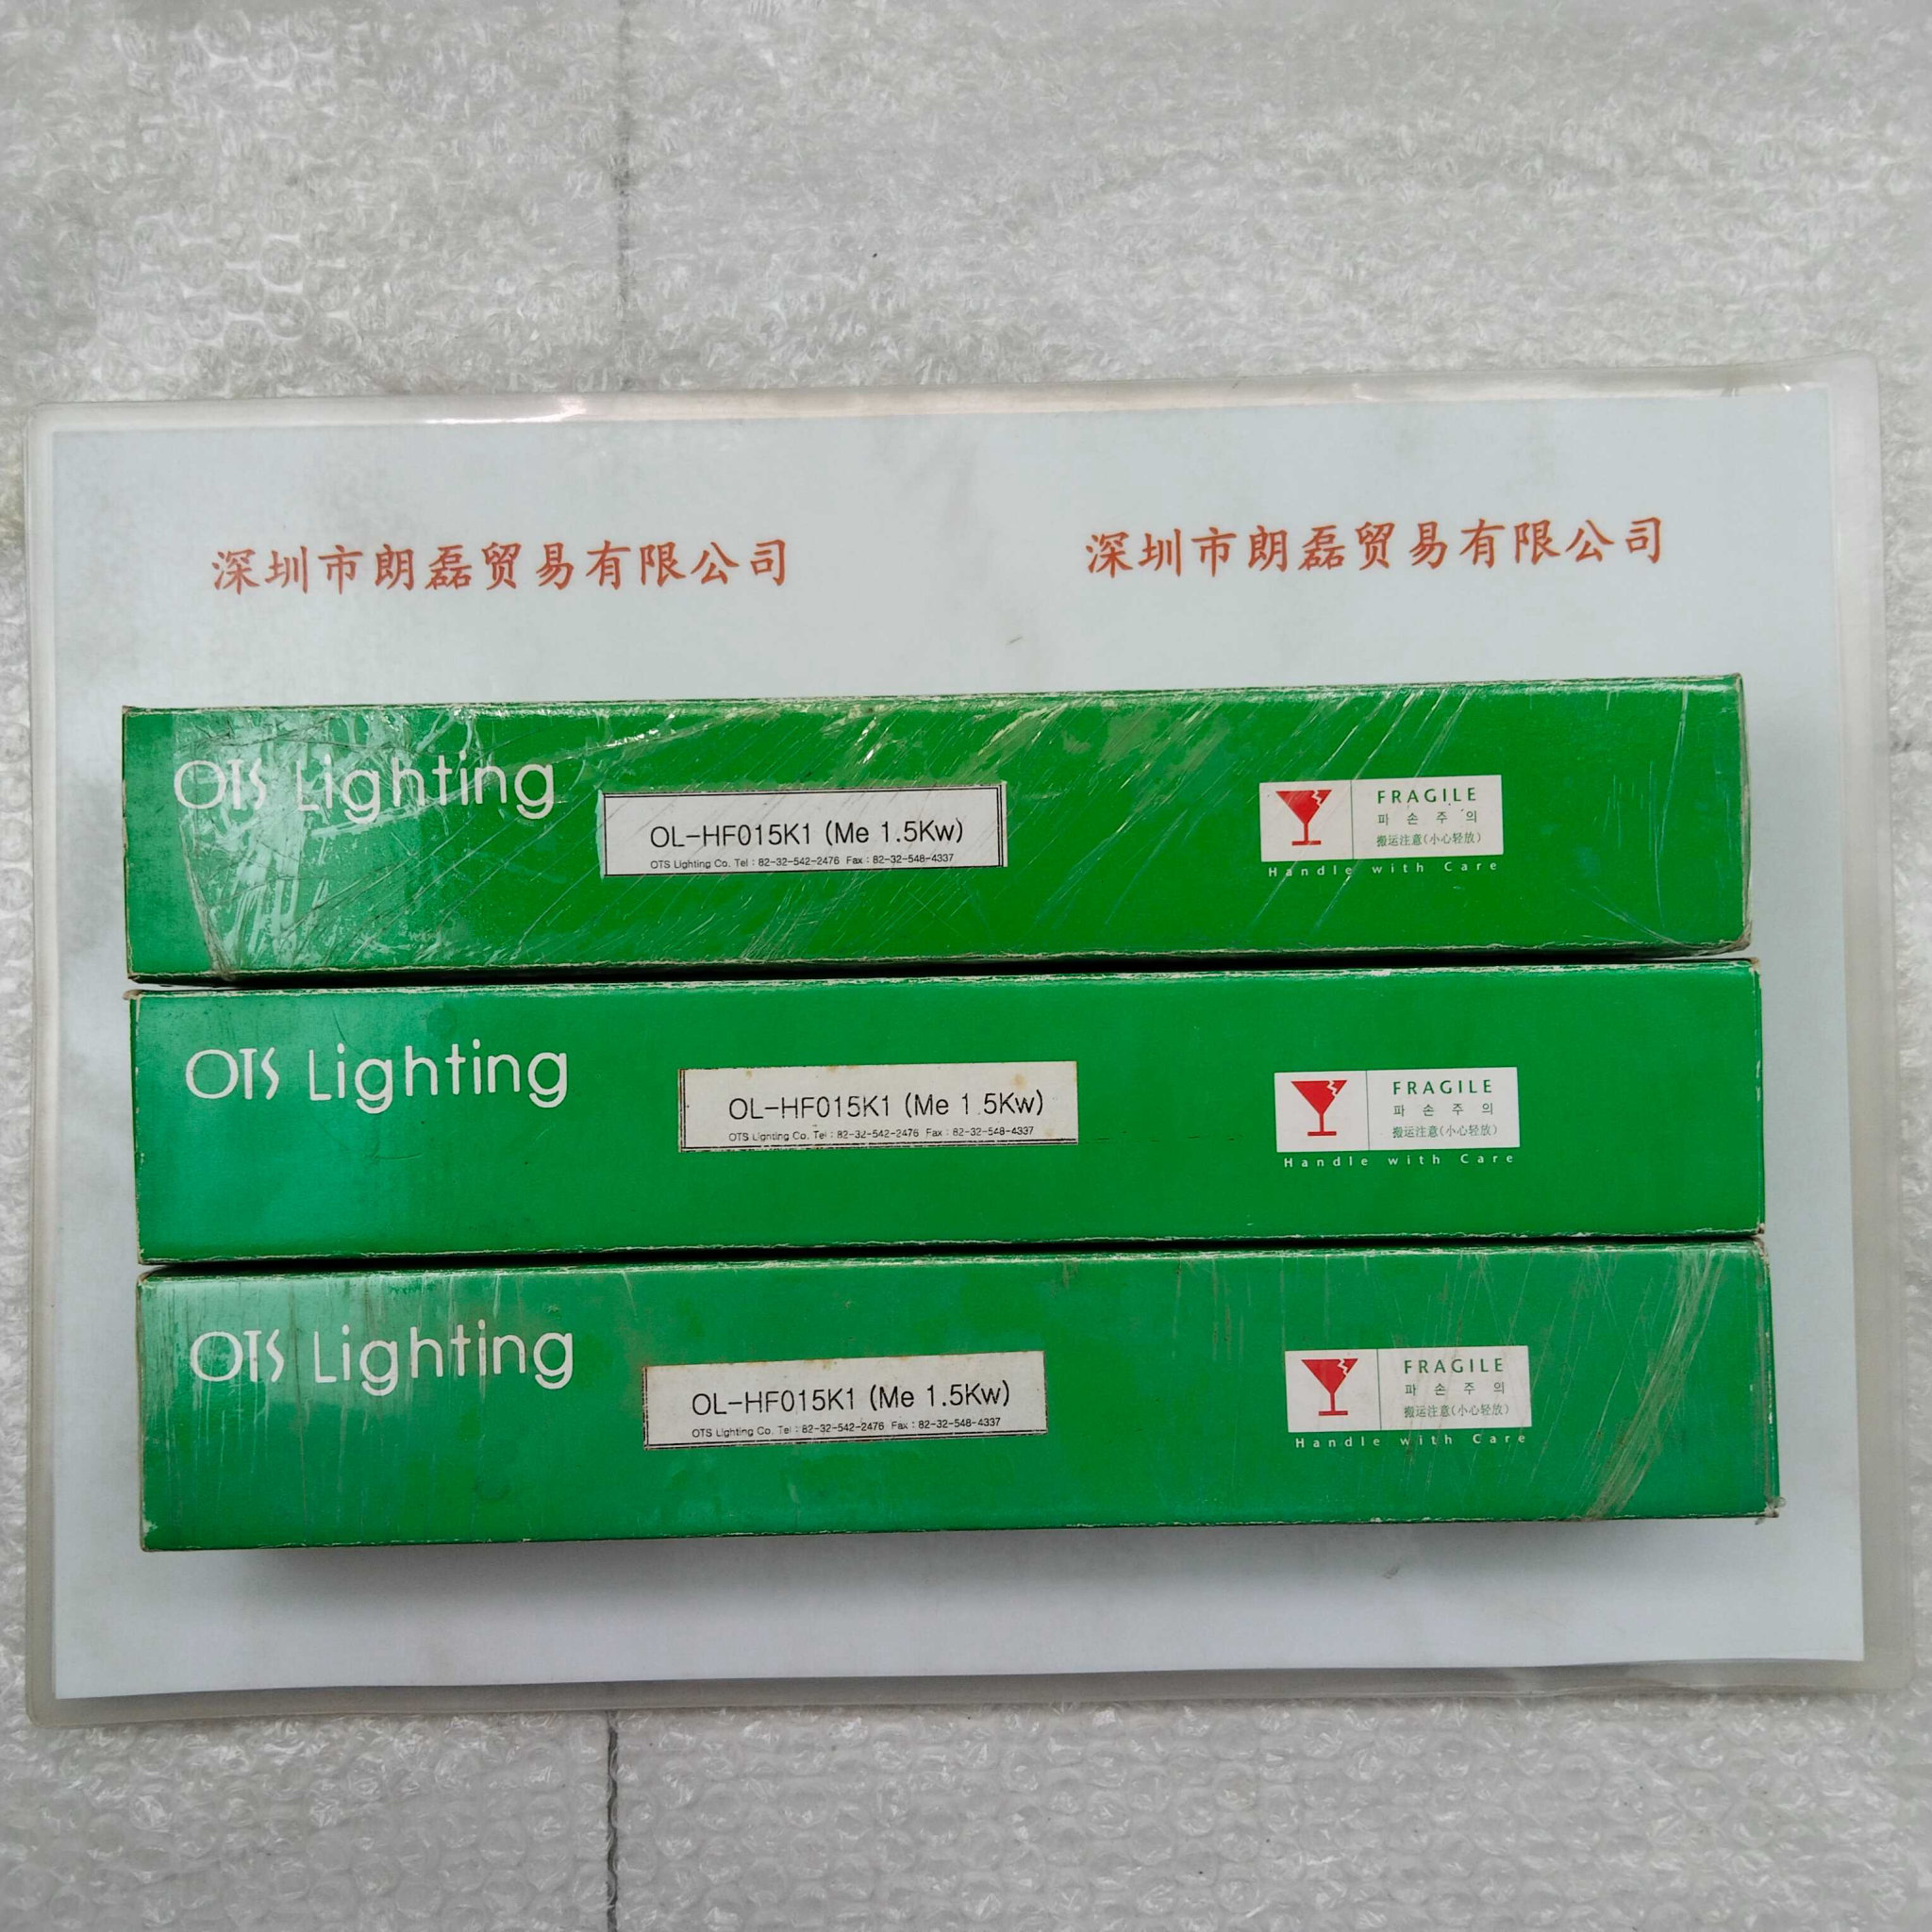 深圳市朗磊贸易有限公司 深圳市朗磊贸易有限公司
OTS Lighting
OL-HF015K1 (Me 1.5Kw)
OTS Lighting Co. Tel : 82-32-542-2476 Fax : 82-32-548-4337
FRAGILE
파 손 주 의
搬运注意(小心轻放)
Handle with Care
OTS Lighting
OL-HF015K1 (Me 1.5Kw)
OTS Lighting Co. Tel : 82-32-542-2476 Fax : 82-32-548-4337
FRAGILE
파 손 주 의
搬运注意(小心轻放)
Handle with Care
OTS Lighting
OL-HF015K1 (Me 1.5Kw)
OTS Lighting Co. Tel : 82-32-542-2476 Fax : 82-32-548-4337
FRAGILE
파 손 주 의
搬运注意(小心轻放)
Handle with Care